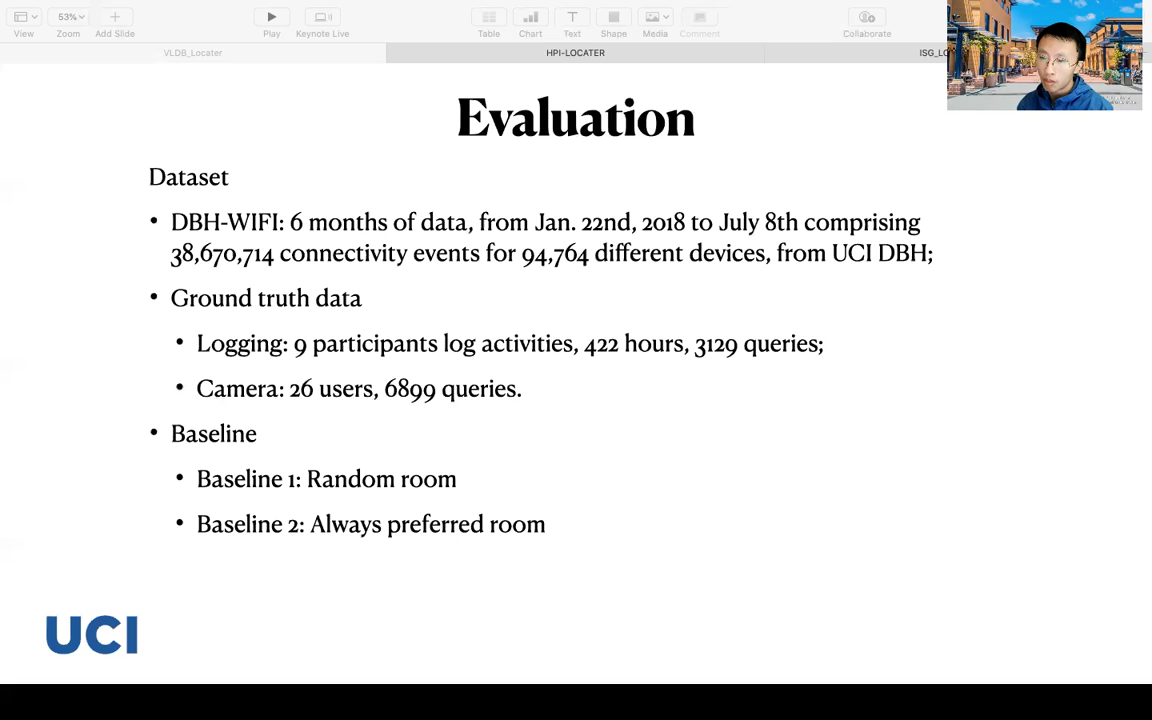 53%
View
Zoom
Add Slide
Play
Keynote Live
Table
Chart
Text
Shape
Media
Comment
Collaborate
VLDB_Locater
HPI-LOCATER
Evaluation
Dataset
• DBH-WIFI: 6 months of data, from Jan. 22nd, 2018 to July 8th comprising
38,670,714 connectivity events for 94,764 different devices, from UCI DBH;
• Ground truth data
• Logging: 9 participants log activities, 422 hours, 3129 queries;
• Camera: 26 users, 6899 queries.
• Baseline
• Baseline 1: Random room
• Baseline 2: Always preferred room
UCI